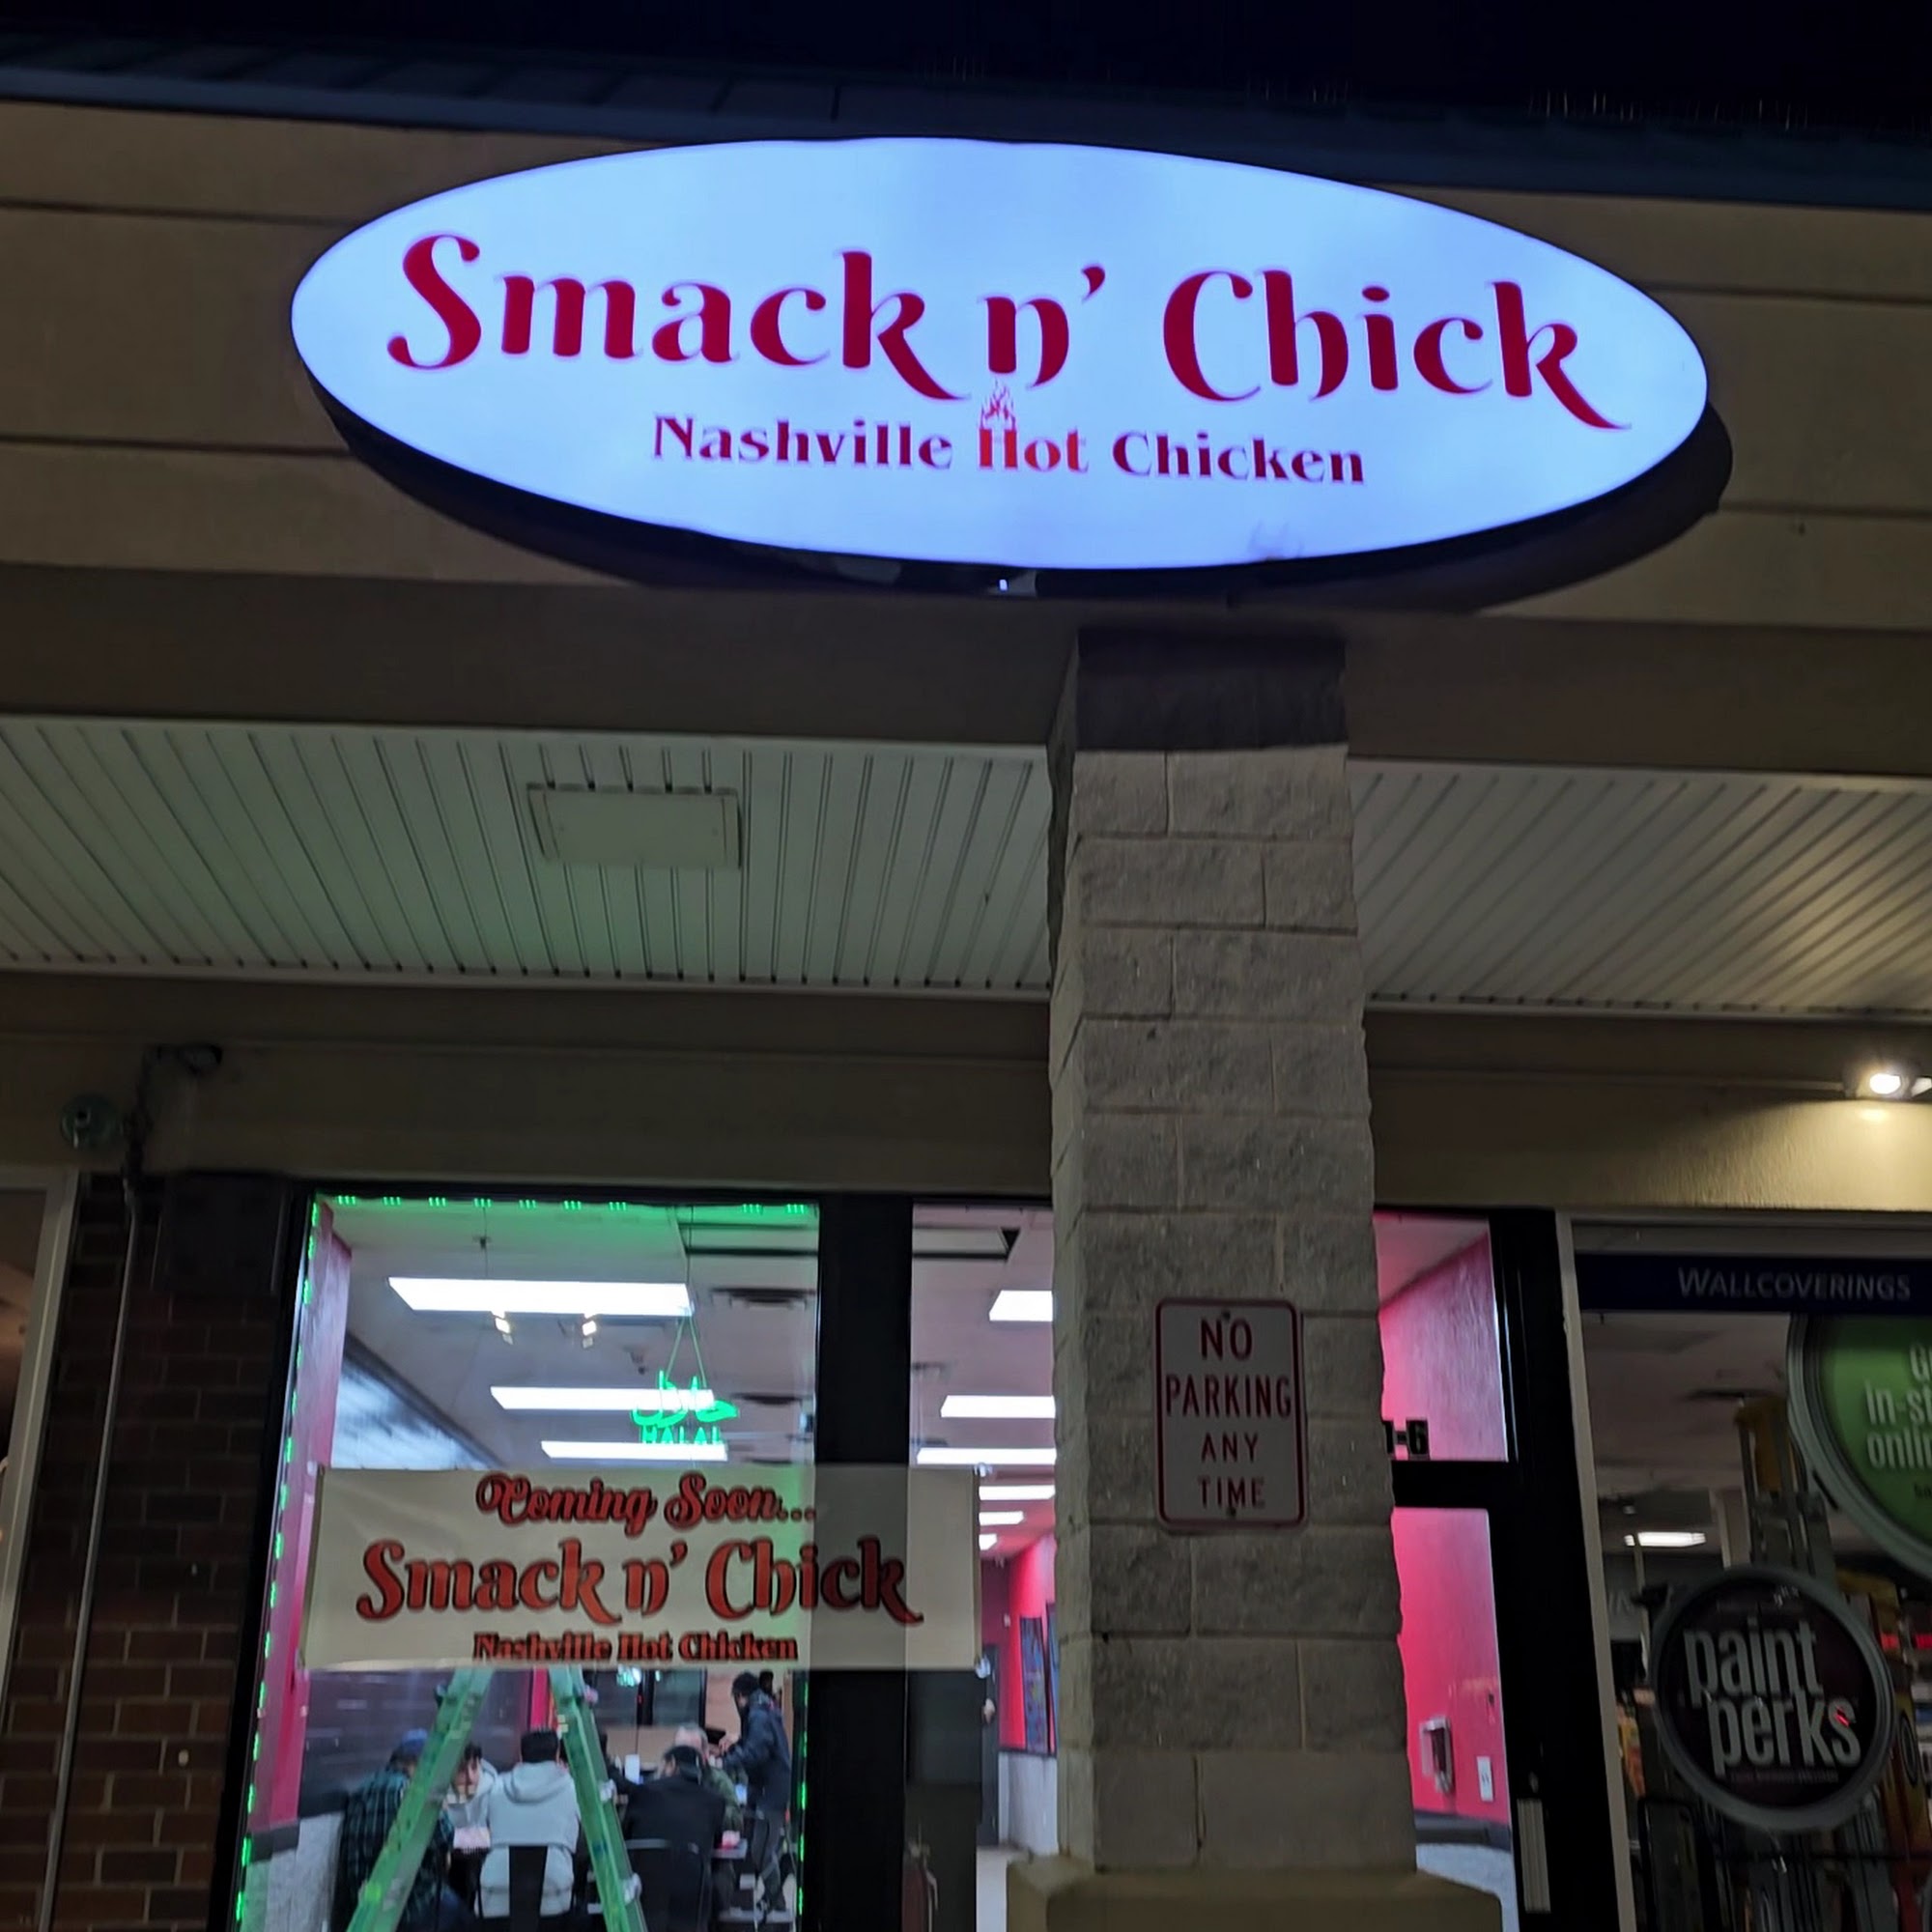 Smack n' Chick
Nashville Hot Chicken
حلال
HALAL
Coming Soon...
Smack n' Chick
Nashville Hot Chicken
NO
PARKING
ANY
TIME
WALLCOVERINGS
paint
perks